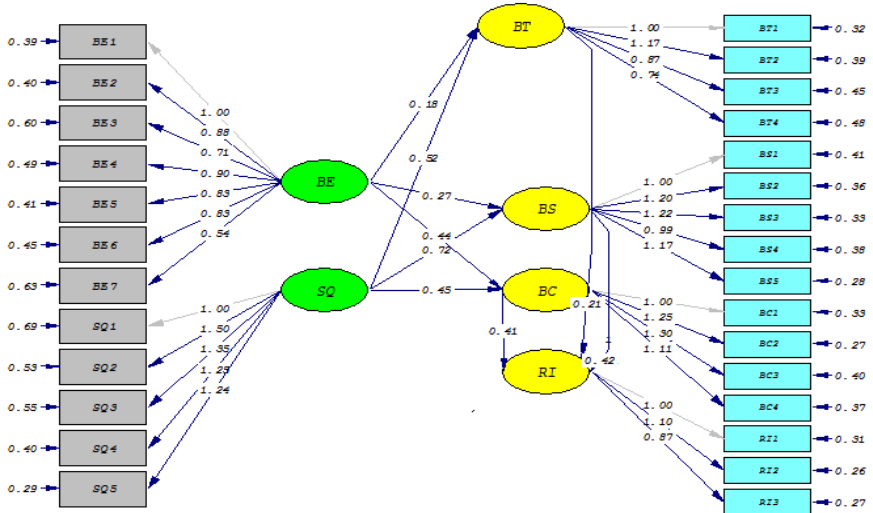 BT
1.00
BT1
0.32
0.39
BE1
1.17
BT2
0.39
0.87
0.40
BE2
BT3
0.45
0.74
0.18
0.60
BE3
1.00
BT4
0.48
0.88
0.71
0.52
BS1
0.41
0.49
BE4
0.90
BE
0.27
1.00
BS2
0.36
0.41
BE5
0.83
BS
1.20
0.83
1.22
BS3
0.33
0.45
BE6
0.54
0.44
0.99
BS4
0.38
0.72
1.17
0.63
BE7
BS5
0.28
SQ
0.45
BC
0.21
1.00
BC1
0.33
0.69
SQ1
1.00
1.25
1.50
0.41
1.30
BC2
0.27
1.35
1.11
0.53
SQ2
1.25
0.42
RI
BC3
0.40
1.24
0.55
SQ3
1.00
BC4
0.37
1.10
0.87
RI1
0.31
0.40
SQ4
RI2
0.26
0.29
SQ5
RI3
0.27